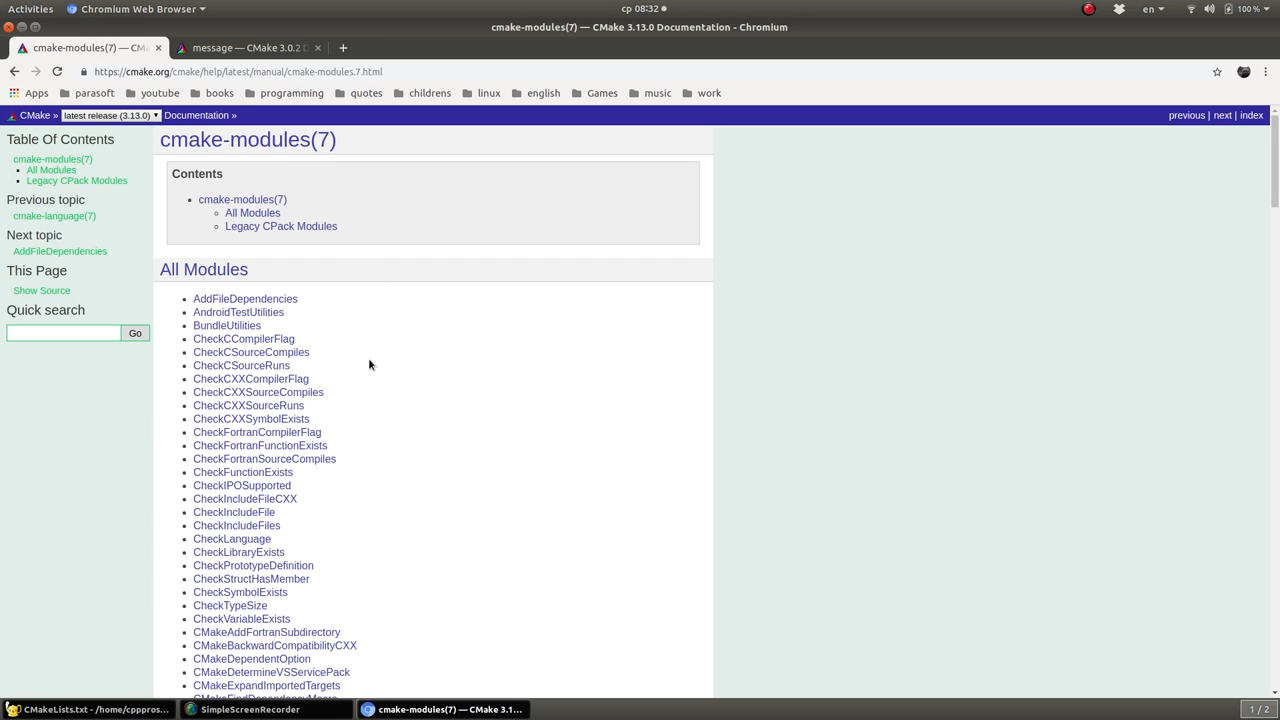 Activities
Chromium Web Browser
ср 08:32
en
100 %
cmake-modules(7) — CMake 3.13.0 Documentation - Chromium
cmake-modules(7) — CMa
message — CMake 3.0.2 D
https://cmake.org/cmake/help/latest/manual/cmake-modules.7.html
Apps parasoft youtube books programming quotes childrens linux english Games music work
CMake » latest release (3.13.0) Documentation »
previous | next | index
Table Of Contents
cmake-modules(7)
All Modules
Legacy CPack Modules
Previous topic
cmake-language(7)
Next topic
AddFileDependencies
This Page
Show Source
Quick search
Go
cmake-modules(7)
Contents
cmake-modules(7)
All Modules
Legacy CPack Modules
All Modules
AddFileDependencies
AndroidTestUtilities
BundleUtilities
CheckCCompilerFlag
CheckCSourceCompiles
CheckCSourceRuns
CheckCXXCompilerFlag
CheckCXXSourceCompiles
CheckCXXSourceRuns
CheckCXXSymbolExists
CheckFortranCompilerFlag
CheckFortranFunctionExists
CheckFortranSourceCompiles
CheckFunctionExists
CheckIPOSupported
CheckIncludeFileCXX
CheckIncludeFile
CheckIncludeFiles
CheckLanguage
CheckLibraryExists
CheckPrototypeDefinition
CheckStructHasMember
CheckSymbolExists
CheckTypeSize
CheckVariableExists
CMakeAddFortranSubdirectory
CMakeBackwardCompatibilityCXX
CMakeDependentOption
CMakeDetermineVSServicePack
CMakeExpandImportedTargets
CMakeFindDependencyMacro
CMakeLists.txt - /home/cpppros...
SimpleScreenRecorder
cmake-modules(7) — CMake 3.1...
1 / 2